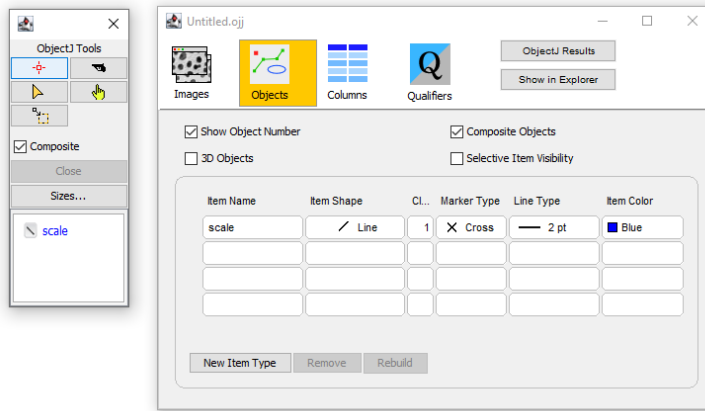 ObjectJ Tools
Composite
Close
Sizes...
scale
Untitled.ojj
Images
Objects
Columns
Q
Qualifiers
ObjectJ Results
Show in Explorer
Show Object Number
Composite Objects
3D Objects
Selective Item Visibility
Item Name Item Shape Cl... Marker Type Line Type Item Color
scale Line 1 Cross 2 pt Blue
New Item Type Remove Rebuild